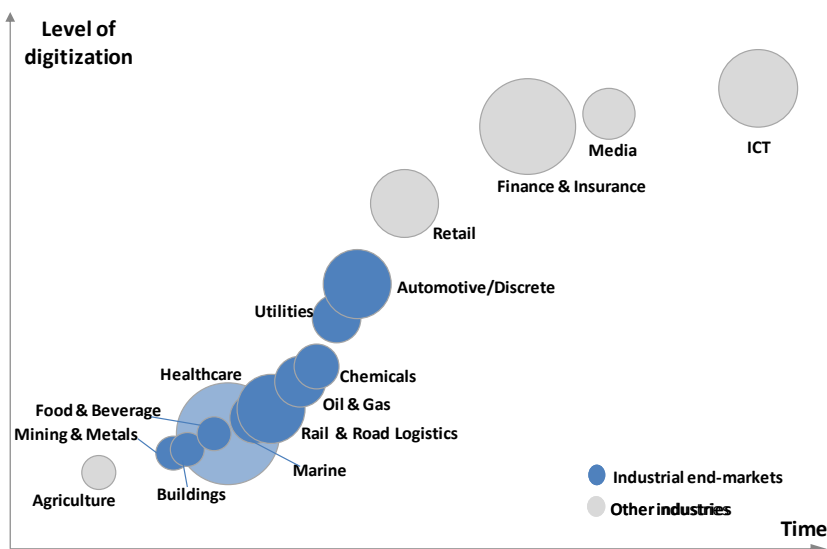 Level of
digitization
ICT
Media
Finance & Insurance
Retail
Automotive/Discrete
Utilities
Healthcare
Chemicals
Oil & Gas
Food & Beverage
Mining & Metals
Rail & Road Logistics
Marine
Buildings
Agriculture
Industrial end-markets
Other industries
Time